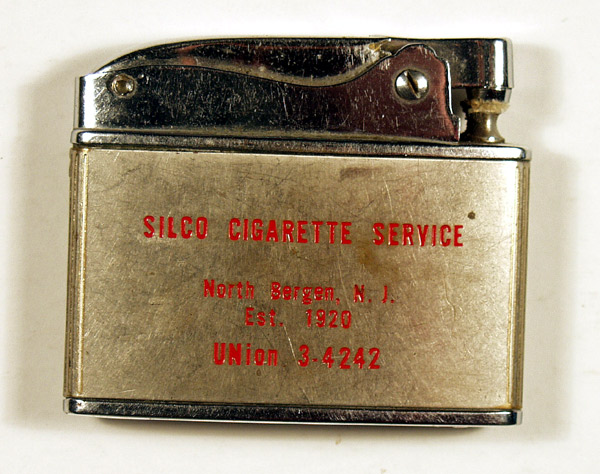 SILCO CIGARETTE SERVICE
North Bergen, N. J.
Est. 1920
UNion 3-4242